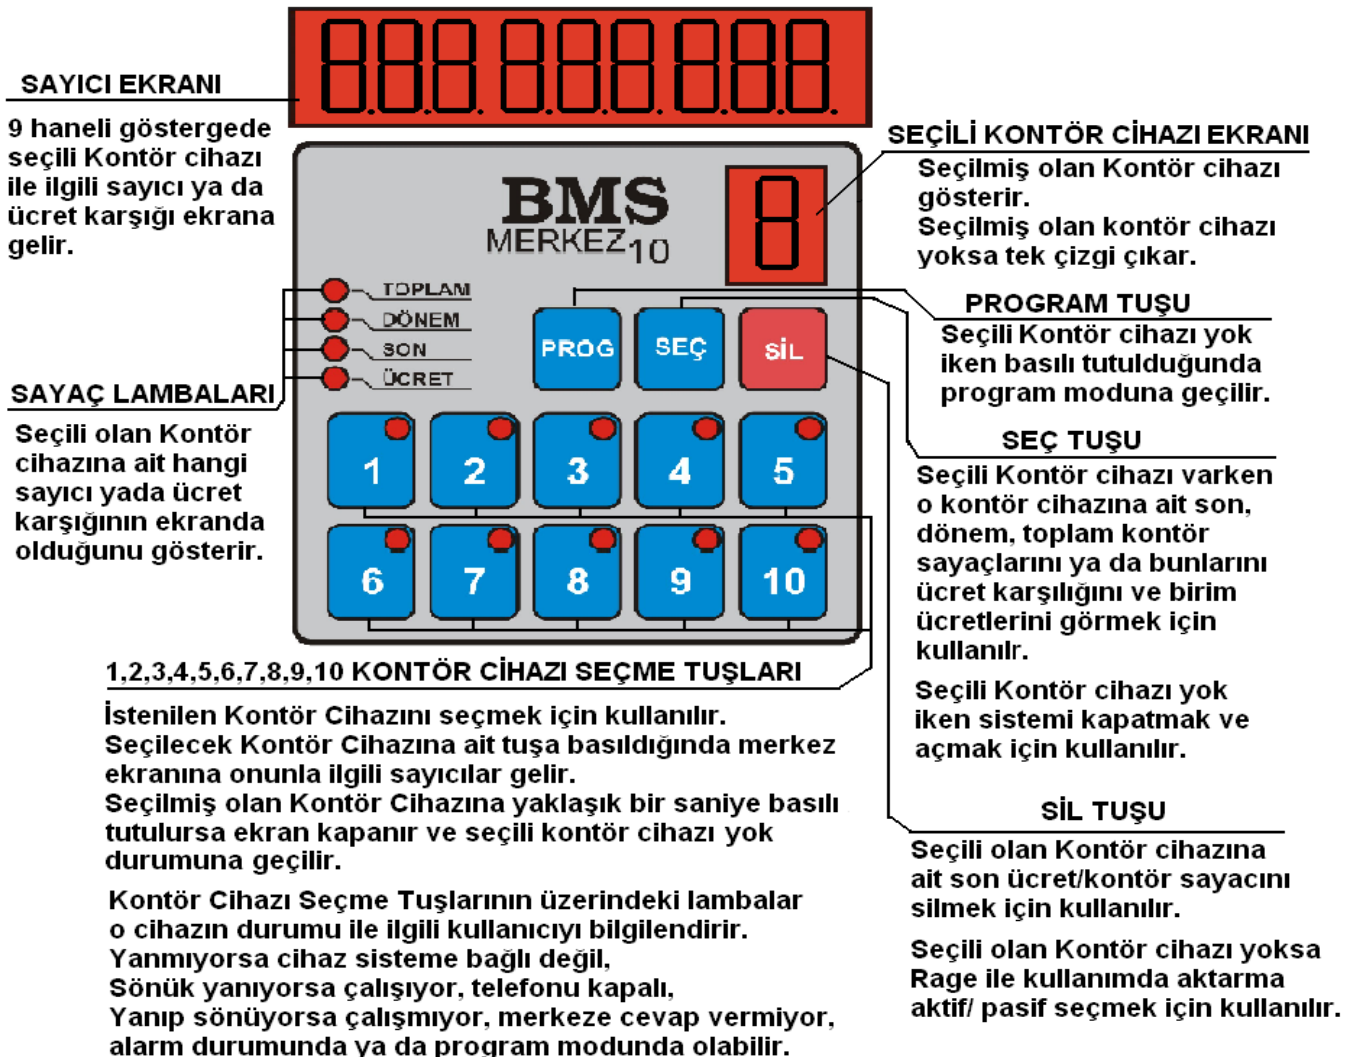 SAYICI EKRANI
9 haneli göstergede
seçili Kontör cihazı
ile ilgili sayıcı ya da
ücret karşığı ekrana
gelir.
SEÇİLİ KONTÖR CİHAZI EKRANI
Seçilmiş olan Kontör cihazı
gösterir.
Seçilmiş olan kontör cihazı
yoksa tek çizgi çıkar.
BMS
MERKEZ10
TOPLAM
DÖNEM
SON
ÜCRET
PROG
SEÇ
SİL
PROGRAM TUŞU
Seçili Kontör cihazı yok
iken basılı tutulduğunda
program moduna geçilir.
SAYAÇ LAMBALARI
Seçili olan Kontör
cihazına ait hangi
sayıcı yada ücret
karşığının ekranda
olduğunu gösterir.
1
2
3
4
5
6
7
8
9
10
SEÇ TUŞU
Seçili Kontör cihazı varken
o kontör cihazına ait son,
dönem, toplam kontör
sayaçlarını ya da bunlarını
ücret karşılığını ve birim
ücretlerini görmek için
kullanılr.
Seçili Kontör cihazı yok
iken sistemi kapatmak ve
açmak için kullanılır.
1,2,3,4,5,6,7,8,9,10 KONTÖR CİHAZI SEÇME TUŞLARI
İstenilen Kontör Cihazını seçmek için kullanılır.
Seçilecek Kontör Cihazına ait tuşa basıldığında merkez
ekranına onunla ilgili sayıcılar gelir.
Seçilmiş olan Kontör Cihazına yaklaşık bir saniye basılı
tutulursa ekran kapanır ve seçili kontör cihazı yok
durumuna geçilir.
Kontör Cihazı Seçme Tuşlarının üzerindeki lambalar
o cihazın durumu ile ilgili kullanıcıyı bilgilendirir.
Yanmıyorsa cihaz sisteme bağlı değil,
Sönük yanıyorsa çalışıyor, telefonu kapalı,
Yanıp sönüyorsa çalışmıyor, merkeze cevap vermiyor,
alarm durumunda ya da program modunda olabilir.
SİL TUŞU
Seçili olan Kontör cihazına
ait son ücret/kontör sayacını
silmek için kullanılır.
Seçili olan Kontör cihazı yoksa
Rage ile kullanımda aktarma
aktif/ pasif seçmek için kullanılır.